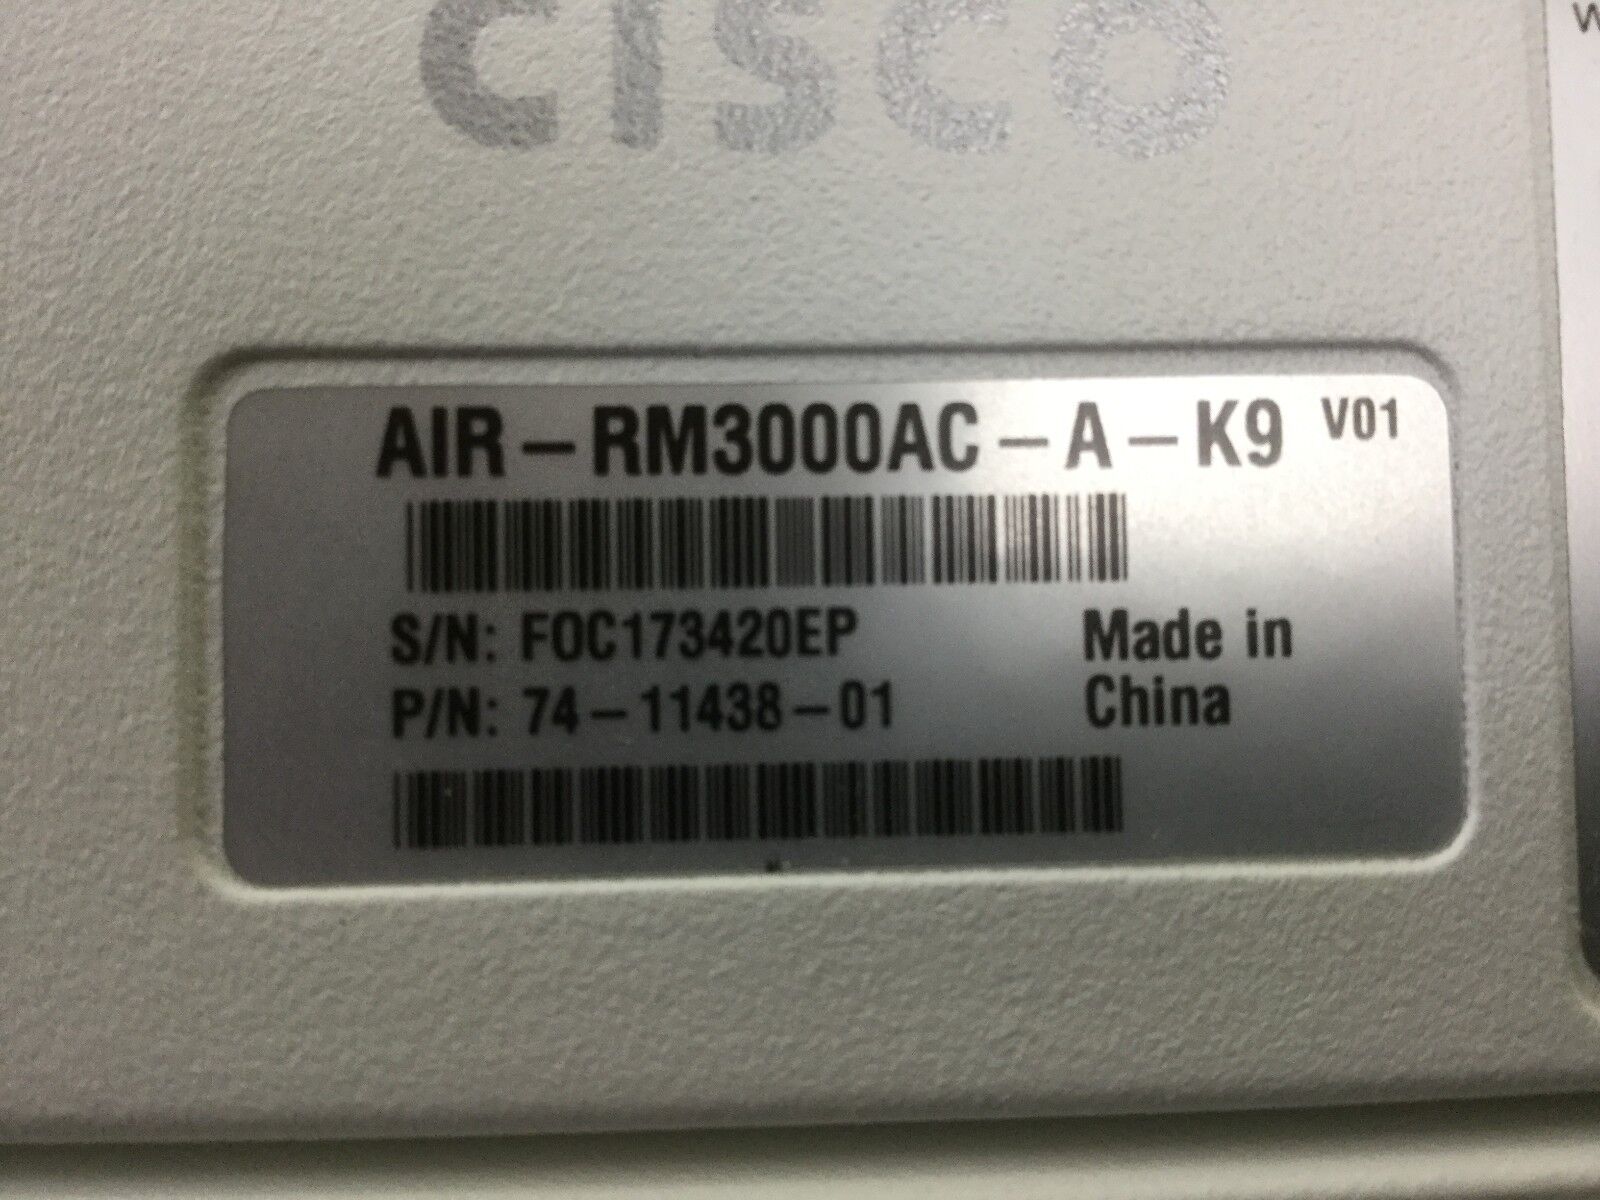 CISCO
AIR-RM3000AC-A-K9 V01
S/N: FOC173420EP
P/N: 74-11438-01
Made in
China